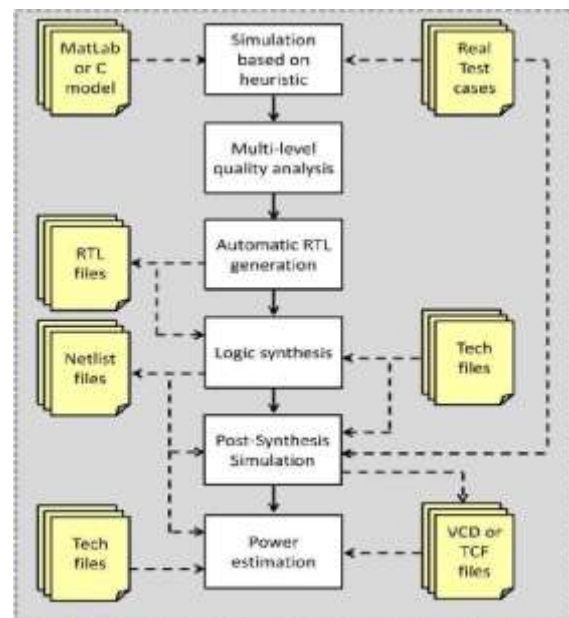 MatLab
or C
model
Simulation
based on
heuristic
Real
Test
cases
Multi-level
quality analysis
RTL
files
Automatic RTL
generation
Netlist
files
Logic synthesis
Tech
files
Post-Synthesis
Simulation
Tech
files
Power
estimation
VCD or
TCF
files